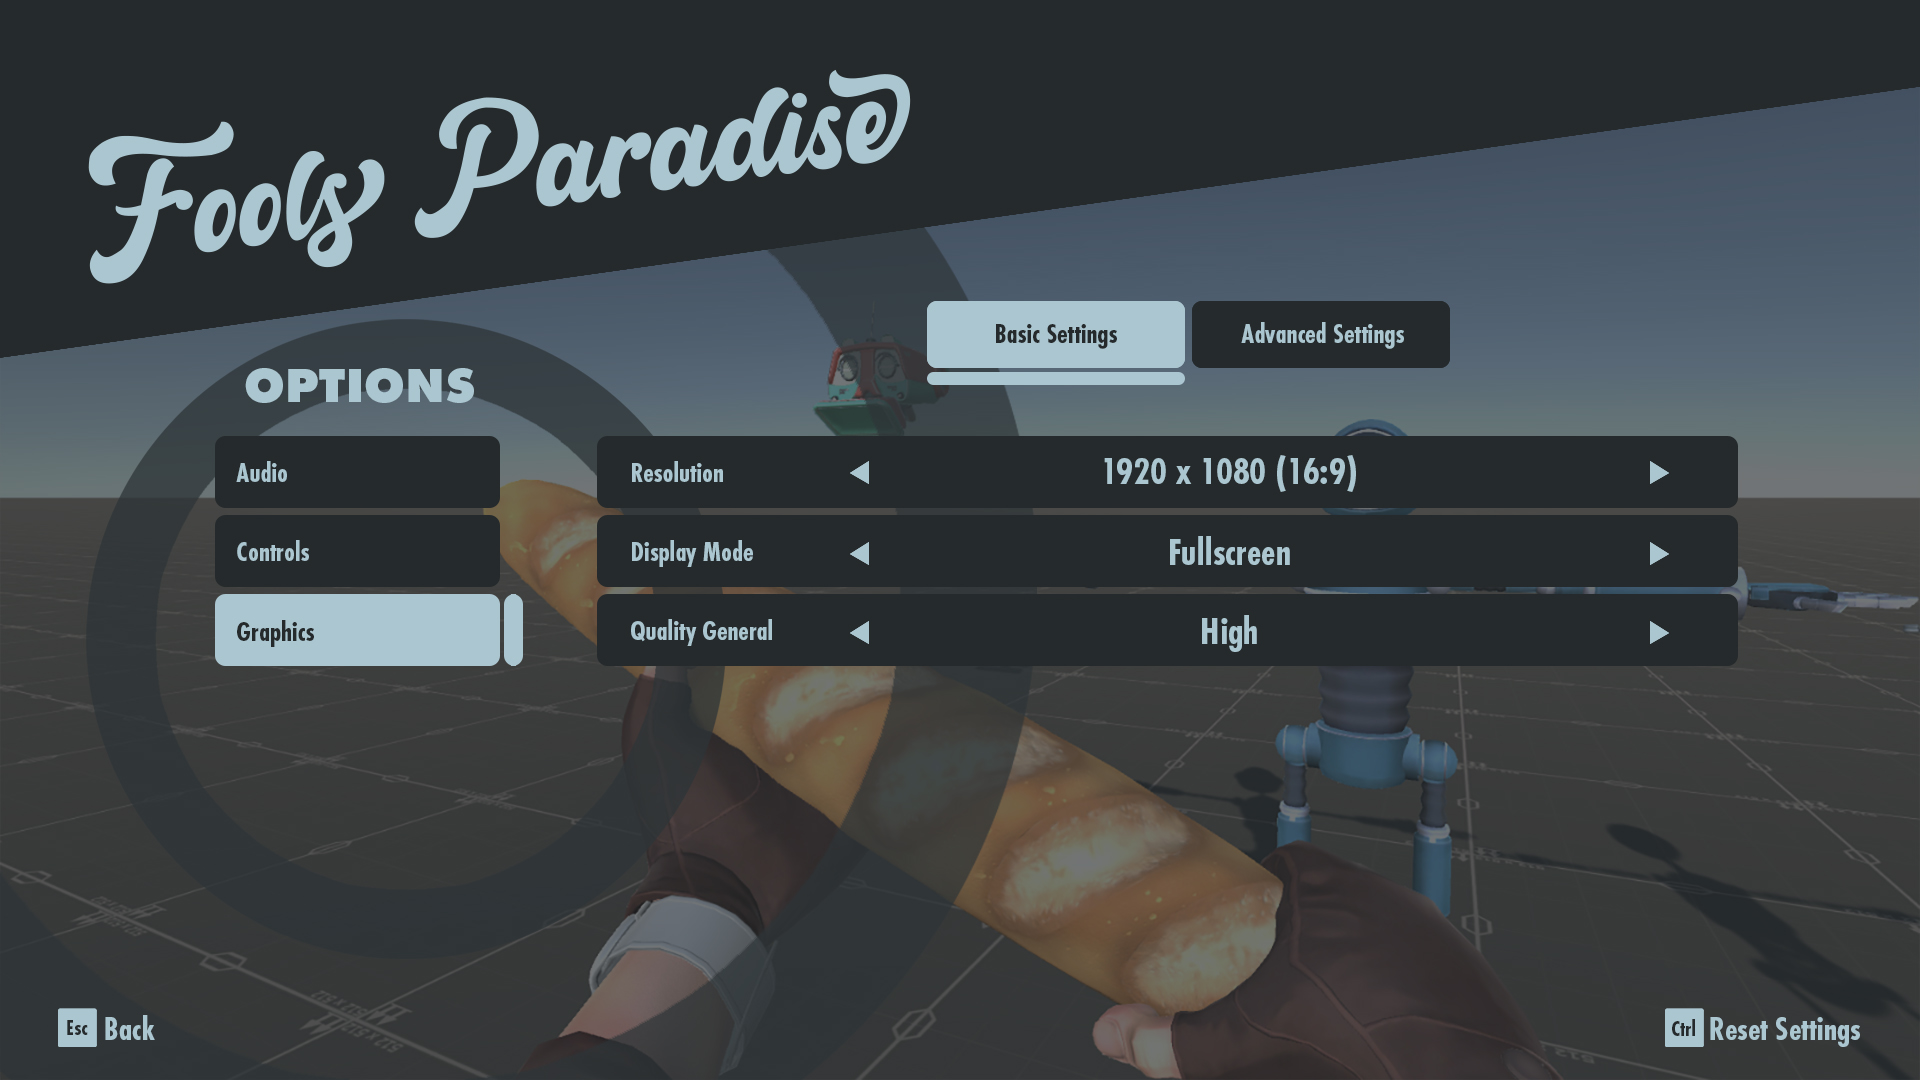 Fools Paradise
Basic Settings
Advanced Settings
OPTIONS
Audio
Controls
Graphics
Resolution
1920 x 1080 (16:9)
Display Mode
Fullscreen
Quality General
High
Esc Back
Ctrl Reset Settings